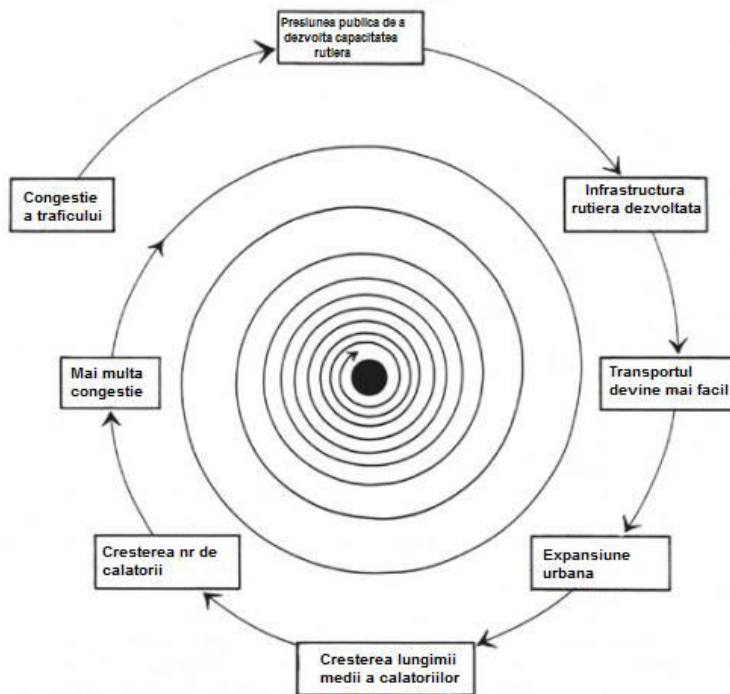 Presiunea publica de a
dezvolta capacitatea
rutiera
Infrastructura
rutiera dezvoltata
Transportul
devine mai facil
Expansiune
urbana
Cresterea lungimii
medii a calatoriilor
Cresterea nr de
calatorii
Mai multa
congestie
Congestie
a traficului